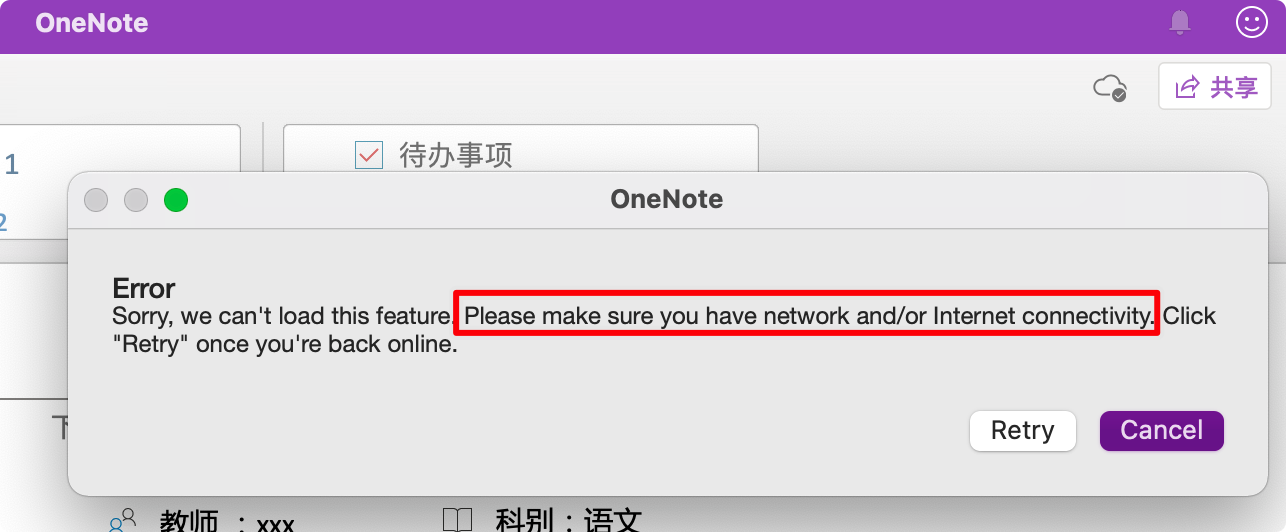 OneNote
共享
1
待办事项
2
OneNote
Error
Sorry, we can't load this feature. Please make sure you have network and/or Internet connectivity. Click
"Retry" once you're back online.
Retry
Cancel
下
教师 : xxx
科别 : 语文